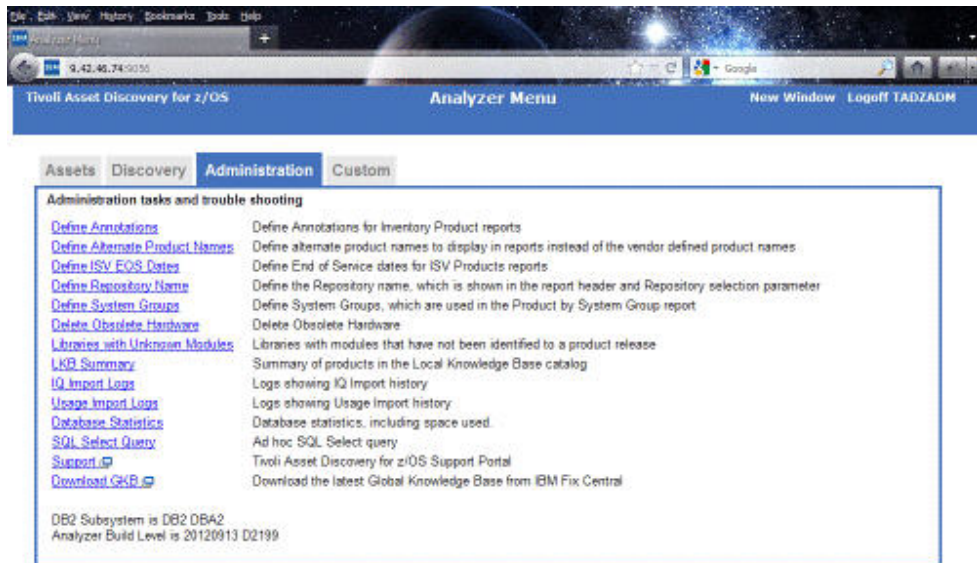 File Edit View History Bookmarks Tools Help
Analyzer Menu
9.42.46.74:9056
Google
Tivoli Asset Discovery for z/OS Analyzer Menu New Window Logoff TADZADM
Assets Discovery Administration Custom
Administration tasks and trouble shooting
Define Annotations Define Annotations for Inventory Product reports
Define Alternate Product Names Define alternate product names to display in reports instead of the vendor defined product names
Define ISV EOS Dates Define End of Service dates for ISV Products reports
Define Repository Name Define the Repository name, which is shown in the report header and Repository selection parameter
Define System Groups Define System Groups, which are used in the Product by System Group report
Delete Obsolete Hardware Delete Obsolete Hardware
Libraries with Unknown Modules Libraries with modules that have not been identified to a product release
LKB Summary Summary of products in the Local Knowledge Base catalog
IQ Import Logs Logs showing IQ Import history
Usage Import Logs Logs showing Usage Import history
Database Statistics Database statistics, including space used.
SQL Select Query Ad hoc SQL Select query
Support Tivoli Asset Discovery for z/OS Support Portal
Download GKB Download the latest Global Knowledge Base from IBM Fix Central
DB2 Subsystem is DB2 DBA2
Analyzer Build Level is 20120913 D2199